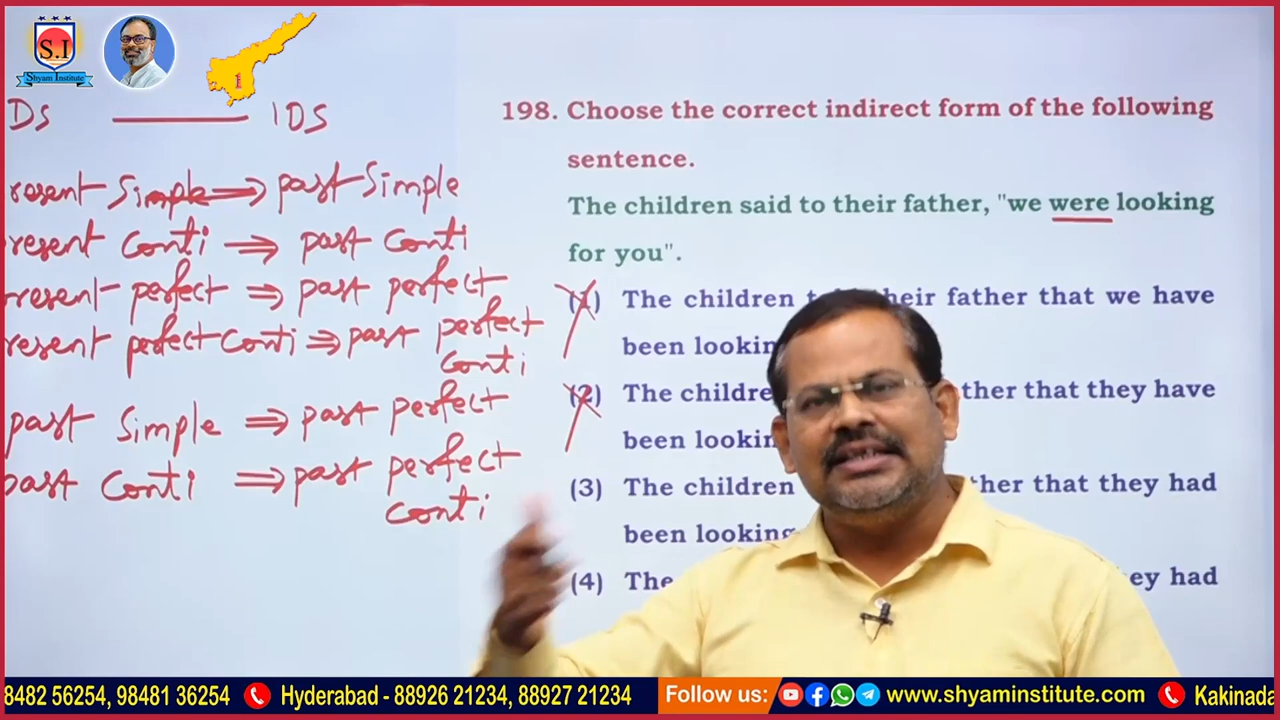 S.I
Shyam Institute
1
DS ——— IDS
resent Simple ⇒ past Simple
resent Conti ⇒ past Conti
resent perfect ⇒ past perfect
resent perfect Conti ⇒ past perfect
conti
past Simple ⇒ past perfect
past Conti ⇒ past perfect
conti
198. Choose the correct indirect form of the following
sentence.
The children said to their father, "we were looking
for you".
(1) The children their father that we have
been lookin
(2) The childre ther that they have
been lookin
(3) The children ther that they had
been looking
(4) The ey had
8482 56254, 98481 36254 Hyderabad - 88926 21234, 88927 21234 Follow us: www.shyaminstitute.com Kakinada